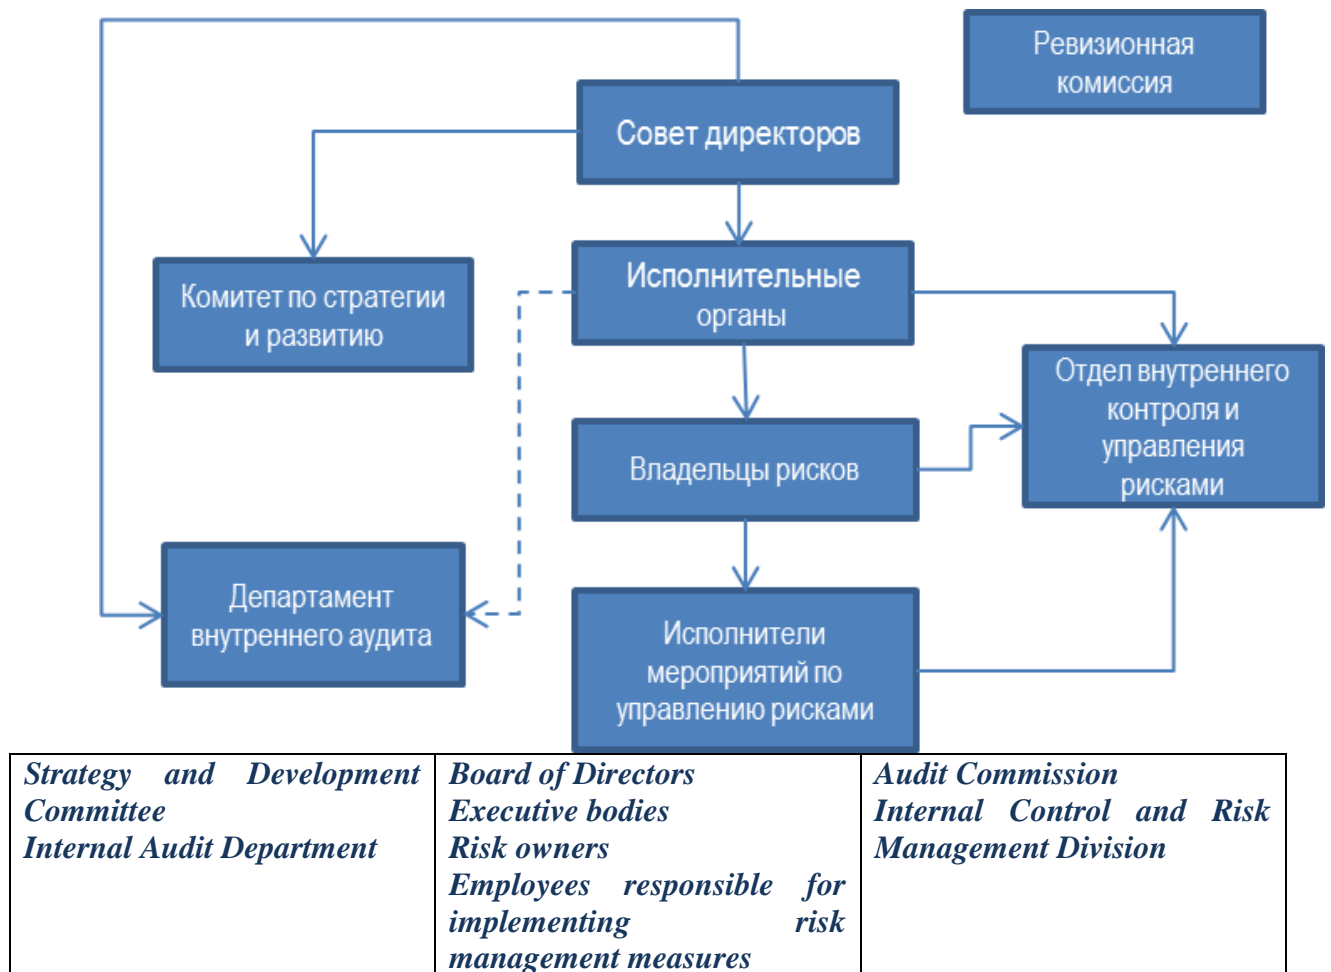 Ревизионная
комиссия
Совет директоров
Комитет по стратегии
и развитию
Исполнительные
органы
Отдел внутреннего
контроля и
управления
рисками
Владельцы рисков
Департамент
внутреннего аудита
Исполнители
мероприятий по
управлению рисками
Strategy and Development
Committee
Internal Audit Department
Board of Directors
Executive bodies
Risk owners
Employees responsible for
implementing risk
management measures
Audit Commission
Internal Control and Risk
Management Division